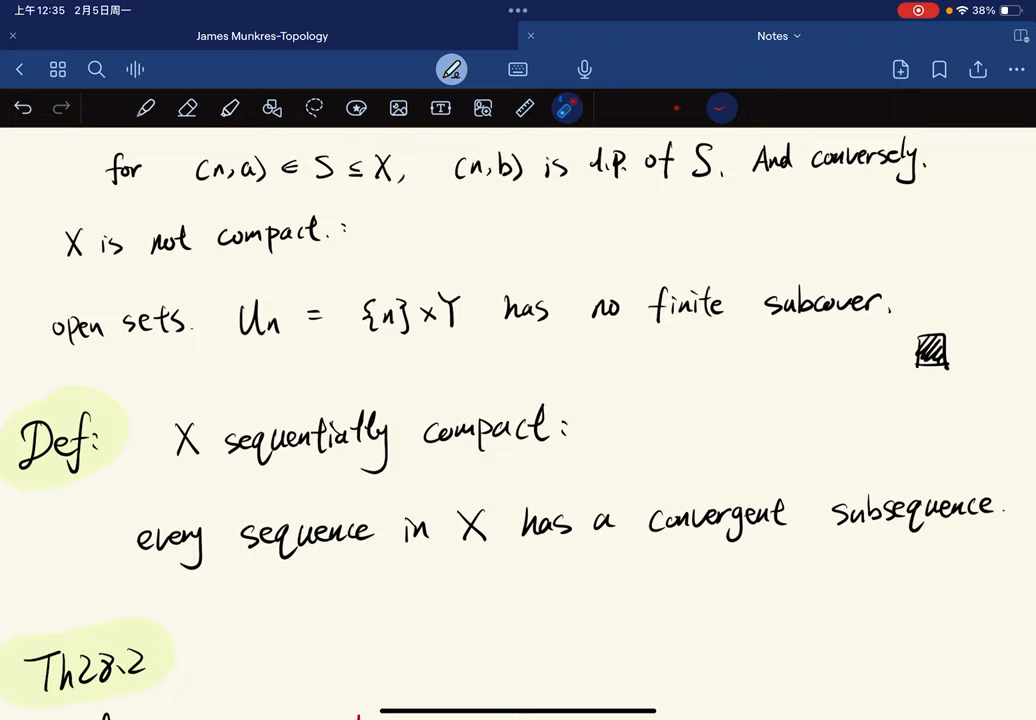 上午12:35 2月5日周一
38%
James Munkres-Topology
Notes
for (n,a) ∈ S ⊆ X, (n,b) is l.p. of S. And conversely.
X is not compact.:
open sets. Un = {n}×Y has no finite subcover.
Def: X sequentially compact:
every sequence in X has a convergent subsequence.
Th28.2